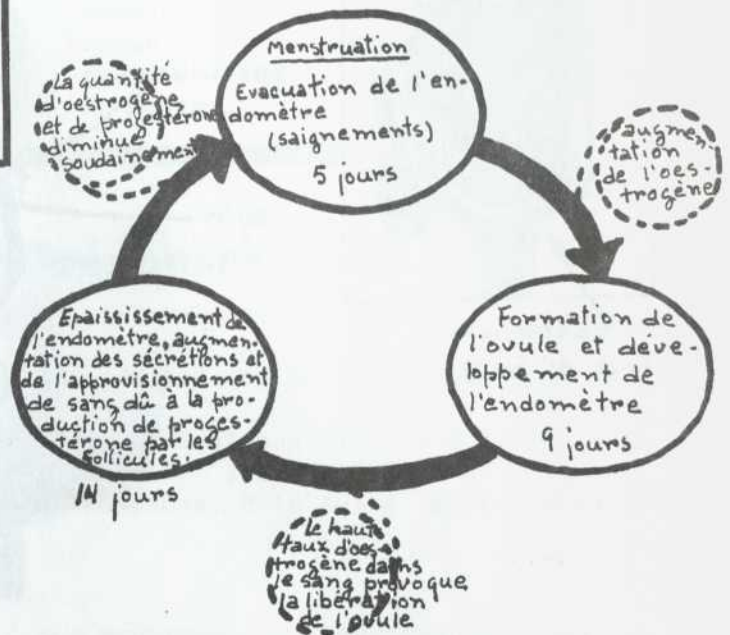 Menstruation
Evacuation de l'en-
domètre
(saignements)
5 jours
augmen-
tation
de l'oes-
trogène
Formation de
l'ovule et déve-
loppement de
l'endomètre
9 jours
Le haut
taux d'oes-
trogène dans
le sang provoque
la libération
de l'ovule
Epaississement de
l'endomètre, augmen-
tation des sécrétions et
de l'approvisionnement
de sang dû à la pro-
duction de proges-
térone par les
follicules.
14 jours
La quantité
d'oestrogène
et de progestérone
diminue
soudainement